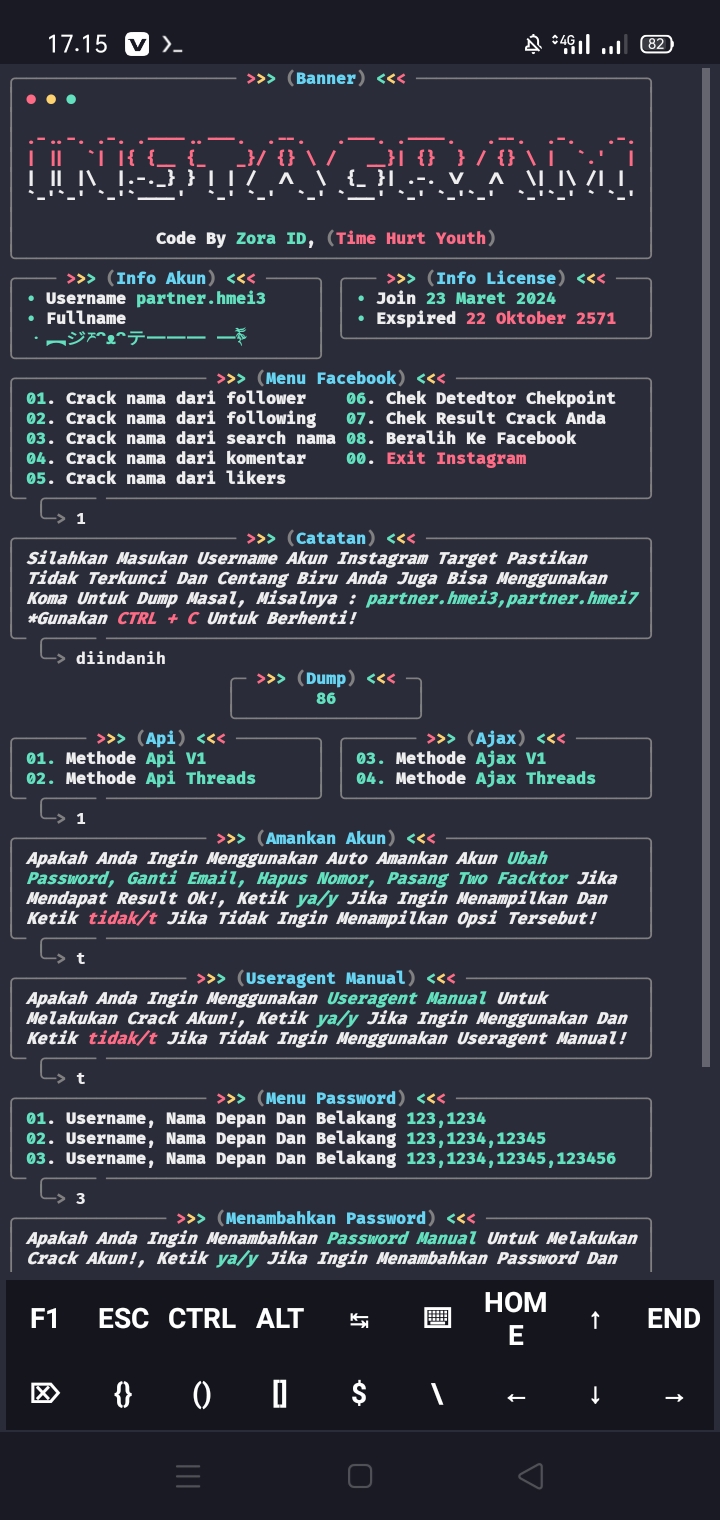 17.15
4G
82
>>> (Banner) <<<
Code By Zora ID, (Time Hurt Youth)
>>> (Info Akun) <<<
• Username partner.hmei3
• Fullname
>>> (Info License) <<<
• Join 23 Maret 2024
• Exspired 22 Oktober 2571
>>> (Menu Facebook) <<<
01. Crack nama dari follower
02. Crack nama dari following
03. Crack nama dari search nama
04. Crack nama dari komentar
05. Crack nama dari likers
06. Chek Detedtor Chekpoint
07. Chek Result Crack Anda
08. Beralih Ke Facebook
00. Exit Instagram
> 1
>>> (Catatan) <<<
Silahkan Masukan Username Akun Instagram Target Pastikan
Tidak Terkunci Dan Centang Biru Anda Juga Bisa Menggunakan
Koma Untuk Dump Masal, Misalnya : partner.hmei3,partner.hmei7
*Gunakan CTRL + C Untuk Berhenti!
> diindanih
>>> (Dump) <<<
86
>>> (Api) <<<
01. Methode Api V1
02. Methode Api Threads
>>> (Ajax) <<<
03. Methode Ajax V1
04. Methode Ajax Threads
> 1
>>> (Amankan Akun) <<<
Apakah Anda Ingin Menggunakan Auto Amankan Akun Ubah
Password, Ganti Email, Hapus Nomor, Pasang Two Facktor Jika
Mendapat Result Ok!, Ketik ya/y Jika Ingin Menampilkan Dan
Ketik tidak/t Jika Tidak Ingin Menampilkan Opsi Tersebut!
> t
>>> (Useragent Manual) <<<
Apakah Anda Ingin Menggunakan Useragent Manual Untuk
Melakukan Crack Akun!, Ketik ya/y Jika Ingin Menggunakan Dan
Ketik tidak/t Jika Tidak Ingin Menggunakan Useragent Manual!
> t
>>> (Menu Password) <<<
01. Username, Nama Depan Dan Belakang 123,1234
02. Username, Nama Depan Dan Belakang 123,1234,12345
03. Username, Nama Depan Dan Belakang 123,1234,12345,123456
> 3
>>> (Menambahkan Password) <<<
Apakah Anda Ingin Menambahkan Password Manual Untuk Melakukan
Crack Akun!, Ketik ya/y Jika Ingin Menambahkan Password Dan
F1 ESC CTRL ALT ↹ HOME ↑ END
{} () [] $ \ ← ↓ →